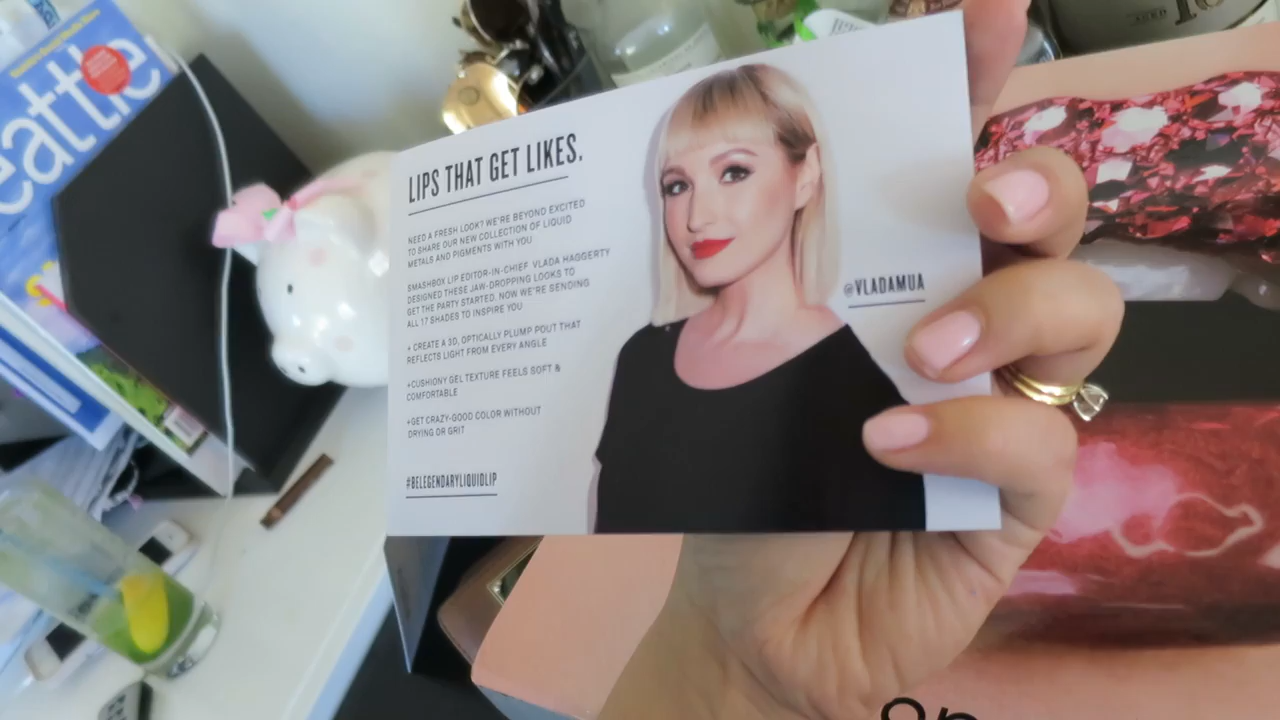 eattle
LIPS THAT GET LIKES.
NEED A FRESH LOOK? WE'RE BEYOND EXCITED
TO SHARE OUR NEW COLLECTION OF LIQUID
METALS AND PIGMENTS WITH YOU
SMASHBOX LIP EDITOR-IN-CHIEF VLADA HAGGERTY
DESIGNED THESE JAW-DROPPING LOOKS TO
GET THE PARTY STARTED. NOW WE'RE SENDING
ALL 17 SHADES TO INSPIRE YOU
+ CREATE A 3D, OPTICALLY PLUMP POUT THAT
REFLECTS LIGHT FROM EVERY ANGLE
+CUSHIONY GEL TEXTURE FEELS SOFT &
COMFORTABLE
+GET CRAZY-GOOD COLOR WITHOUT
DRYING OR GRIT
#BELEGENDARYLIQUIDLIP
@VLADAMUA
AGED